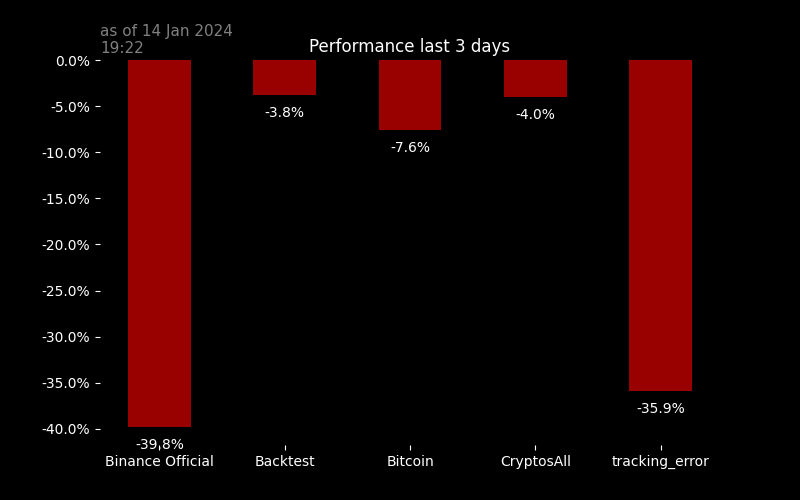 as of 14 Jan 2024
19:22
Performance last 3 days
0.0%
-5.0%
-10.0%
-15.0%
-20.0%
-25.0%
-30.0%
-35.0%
-40.0%
-39.8%
-3.8%
-7.6%
-4.0%
-35.9%
Binance Official
Backtest
Bitcoin
CryptosAll
tracking_error